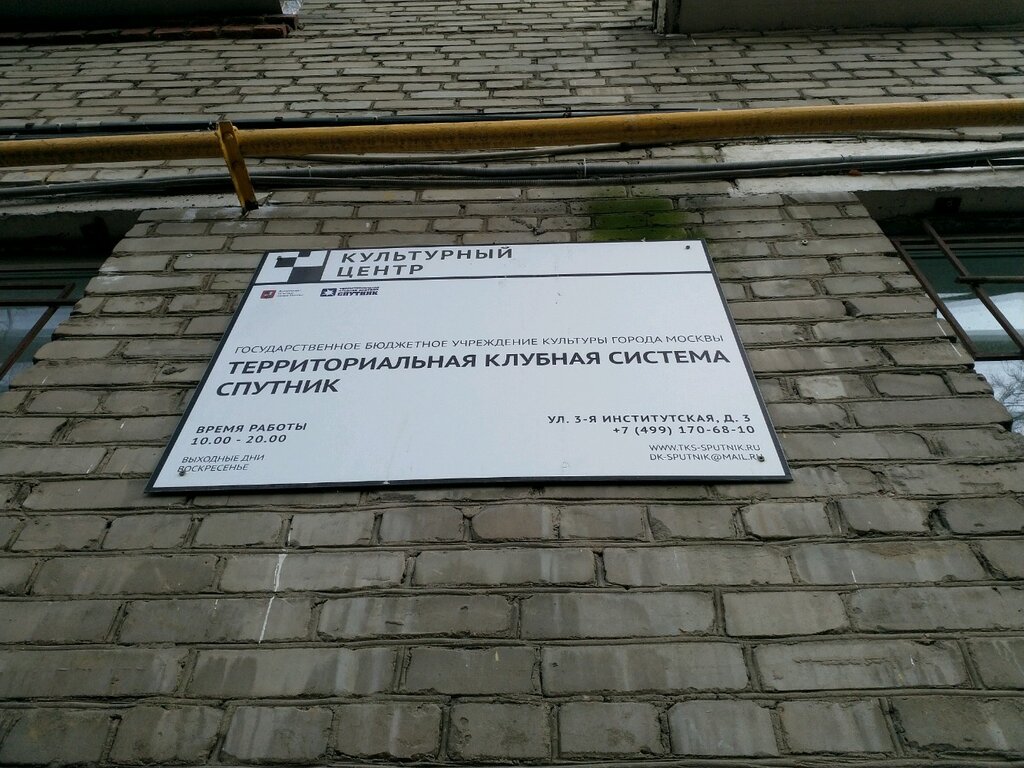 КУЛЬТУРНЫЙ
ЦЕНТР
СПУТНИК
ГОСУДАРСТВЕННОЕ БЮДЖЕТНОЕ УЧРЕЖДЕНИЕ КУЛЬТУРЫ ГОРОДА МОСКВЫ
ТЕРРИТОРИАЛЬНАЯ КЛУБНАЯ СИСТЕМА
СПУТНИК
ВРЕМЯ РАБОТЫ
10.00 - 20.00
ВЫХОДНЫЕ ДНИ
ВОСКРЕСЕНЬЕ
УЛ. 3-Я ИНСТИТУТСКАЯ, Д. 3
+7 (499) 170-68-10
WWW.TKS-SPUTNIK.RU
DK-SPUTNIK@MAIL.RU